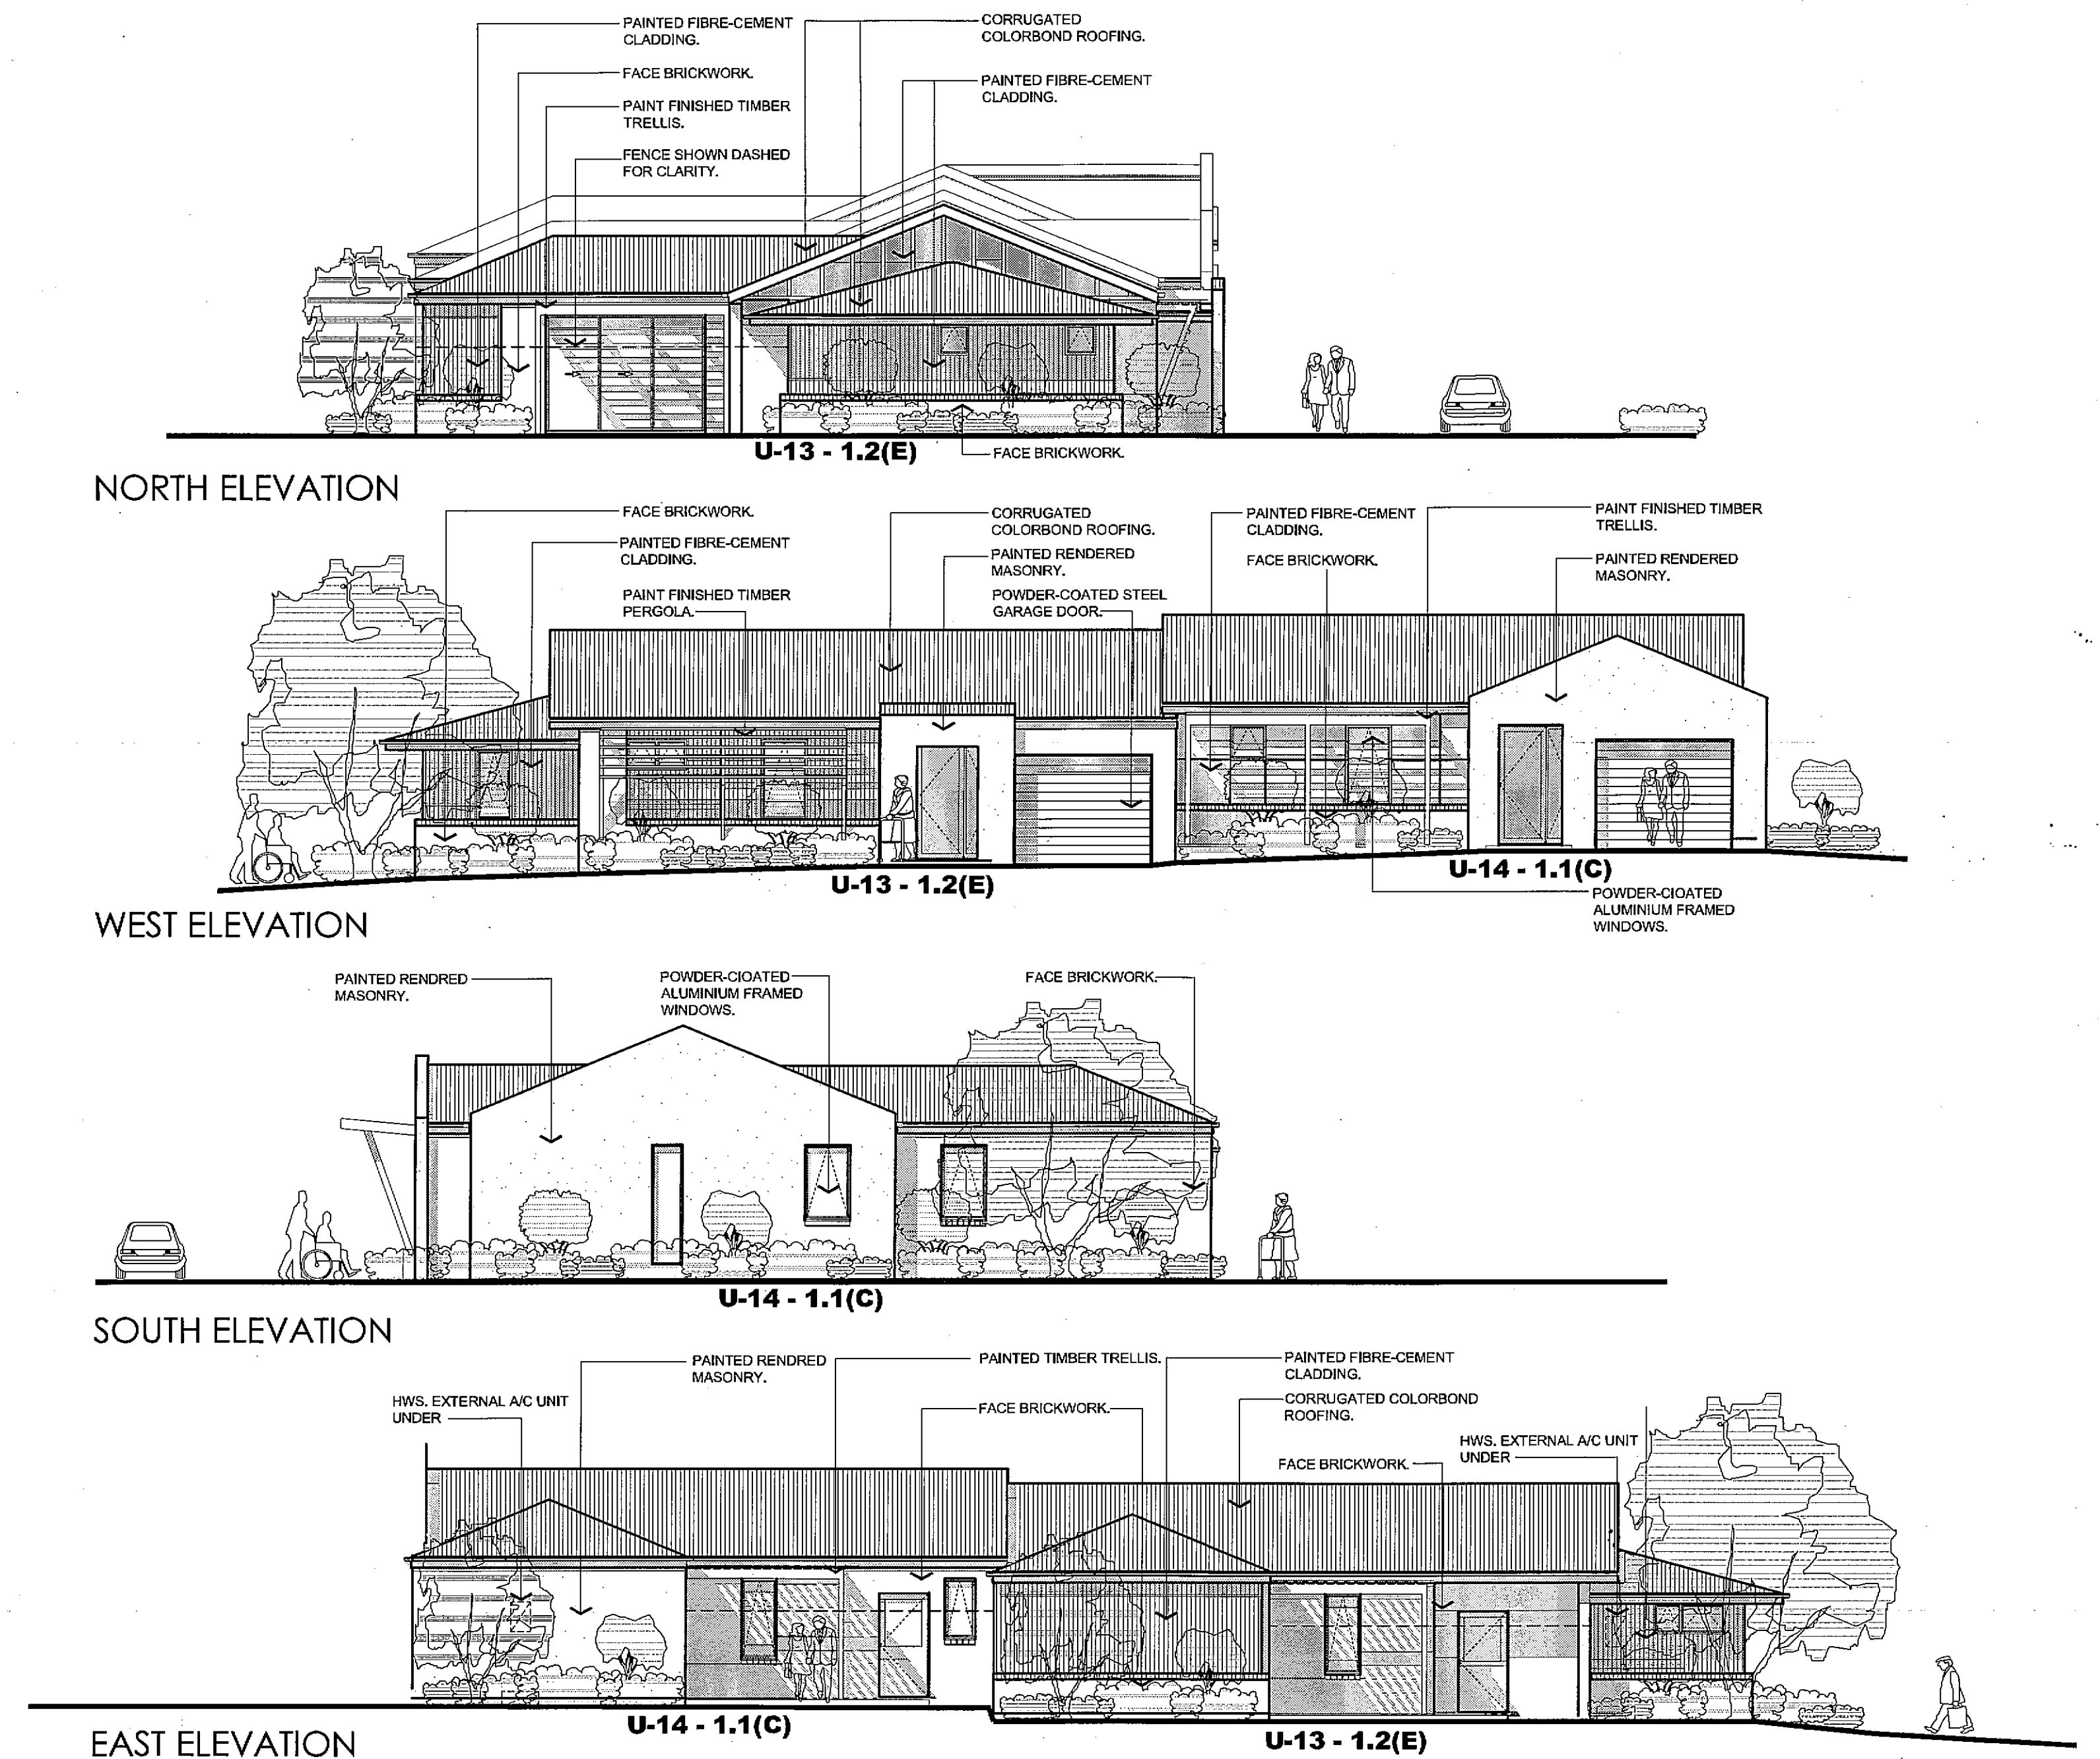 PAINTED FIBRE-CEMENT
CLADDING.
FACE BRICKWORK.
PAINT FINISHED TIMBER
TRELLIS.
FENCE SHOWN DASHED
FOR CLARITY.
CORRUGATED
COLORBOND ROOFING.
PAINTED FIBRE-CEMENT
CLADDING.
U-13 - 1.2(E)
FACE BRICKWORK.
NORTH ELEVATION
FACE BRICKWORK.
PAINTED FIBRE-CEMENT
CLADDING.
PAINT FINISHED TIMBER
PERGOLA.
CORRUGATED
COLORBOND ROOFING.
PAINTED RENDERED
MASONRY.
POWDER-COATED STEEL
GARAGE DOOR.
PAINTED FIBRE-CEMENT
CLADDING.
FACE BRICKWORK.
PAINT FINISHED TIMBER
TRELLIS.
PAINTED RENDERED
MASONRY.
U-13 - 1.2(E)
U-14 - 1.1(C)
POWDER-CIOATED
ALUMINIUM FRAMED
WINDOWS.
WEST ELEVATION
PAINTED RENDRED
MASONRY.
POWDER-CIOATED
ALUMINIUM FRAMED
WINDOWS.
FACE BRICKWORK.
U-14 - 1.1(C)
SOUTH ELEVATION
HWS. EXTERNAL A/C UNIT
UNDER
PAINTED RENDRED
MASONRY.
PAINTED TIMBER TRELLIS.
FACE BRICKWORK.
PAINTED FIBRE-CEMENT
CLADDING.
CORRUGATED COLORBOND
ROOFING.
FACE BRICKWORK.
HWS. EXTERNAL A/C UNIT
UNDER
U-14 - 1.1(C)
U-13 - 1.2(E)
EAST ELEVATION